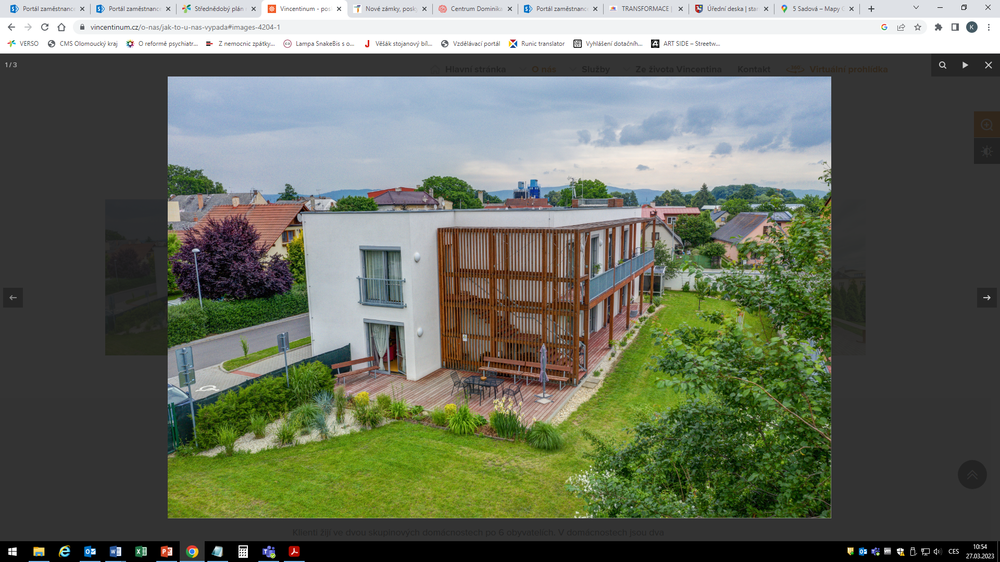 Portál zaměstnance
Portál zaměstnance
Střednědobý plán
Vincentinum - pos
Nové zámky, posky
Centrum Dominika
Portál zaměstnance
TRANSFORMACE |
Úřední deska | star
5 Sadová – Mapy G
vincentinum.cz/o-nas/jak-to-u-nas-vypada#images-4204-1
K
VERSO
CMS Olomoucký kraj
O reformě psychiatr...
Z nemocnic zpátky...
Lampa SnakeBis s o...
Věšák stojanový bíl...
Vzdělávací portál
Runic translator
Vyhlášení dotačníh...
ART SIDE – Streetw...
1 / 3
Hlavní stránka
O nás
Služby
Ze života Vincentina
Kontakt
360
Virtuální prohlídka
Klienti žijí ve dvou skupinových domácnostech po 6 obyvatelích. V domácnostech jsou dva
CES
10:54
27.03.2023